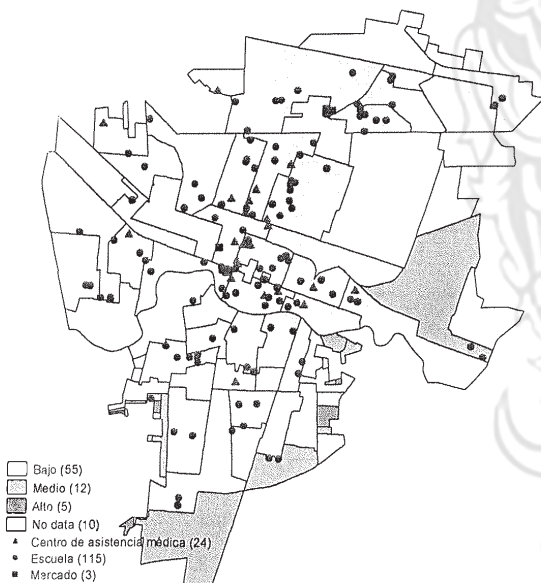 Bajo (55)
Medio (12)
Alto (5)
No data (10)
Centro de asistencia médica (24)
Escuela (115)
Mercado (3)